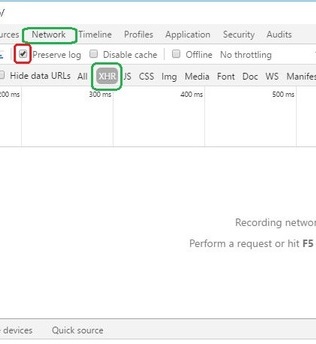 /
urces Network Timeline Profiles Application Security Audits
Preserve log Disable cache Offline No throttling
Hide data URLs All XHR JS CSS Img Media Font Doc WS Manifes
200 ms 300 ms 400 ms 500 ms
Recording netwo
Perform a request or hit F5
devices Quick source